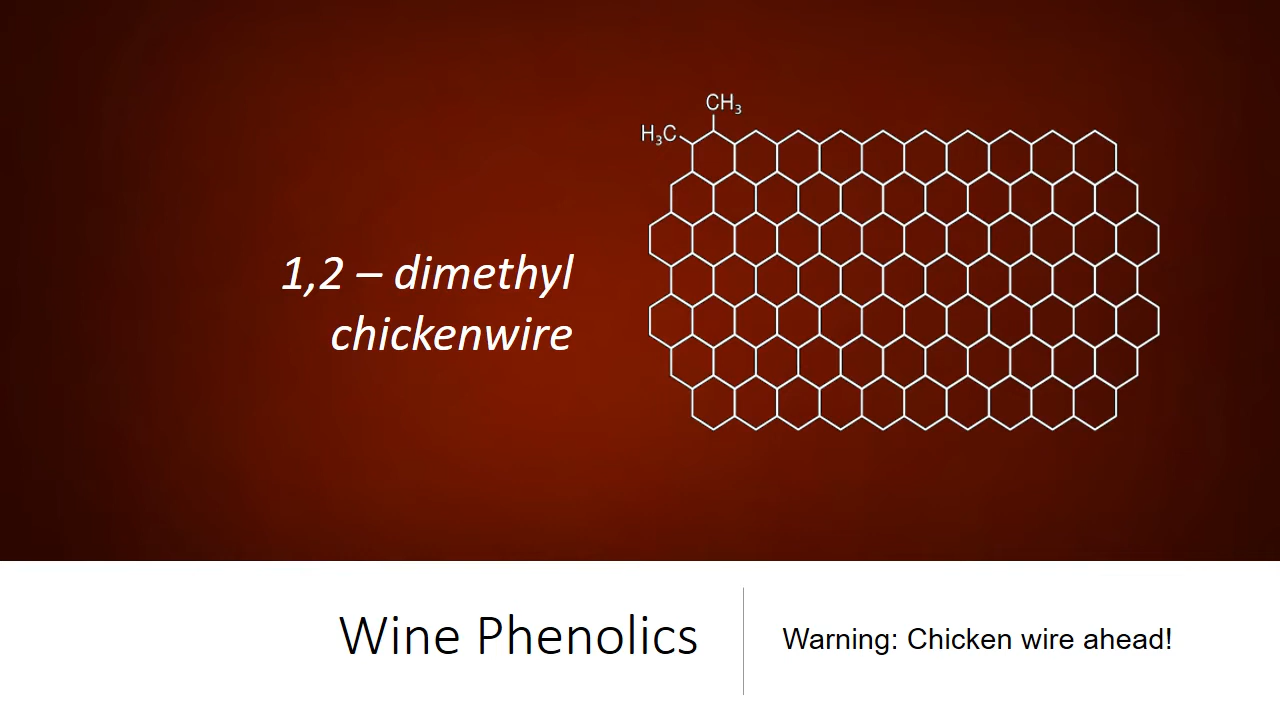 CH₃
H₃C
1,2 – dimethyl
chickenwire
Wine Phenolics
Warning: Chicken wire ahead!